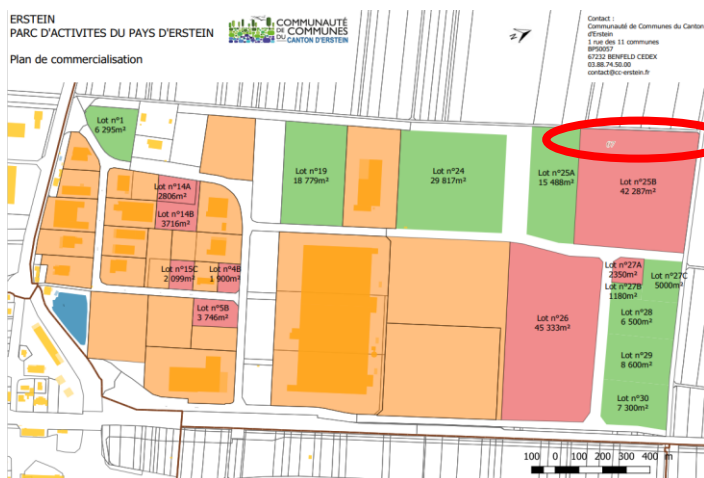 ERSTEIN
PARC D'ACTIVITES DU PAYS D'ERSTEIN
Plan de commercialisation
COMMUNAUTÉ
DE COMMUNES
DU CANTON D'ERSTEIN
Contact :
Communauté de Communes du Canton
d'Erstein
1 rue des 11 communes
BP50057
67232 BENFELD CEDEX
03.88.74.50.00
contact@cc-erstein.fr
Lot n°1
6 295m²
Lot n°14A
2806m²
Lot n°14B
3716m²
Lot n°15C
2 099m²
Lot n°4B
1 900m²
Lot n°5B
3 746m²
Lot n°19
18 779m²
Lot n°24
29 817m²
Lot n°25A
15 488m²
Lot n°25B
42 287m²
Lot n°26
45 333m²
Lot n°27A
2350m²
Lot n°27B
1180m²
Lot n°27C
5000m²
Lot n°28
6 500m²
Lot n°29
8 600m²
Lot n°30
7 300m²
100 0 100 200 300 400 m